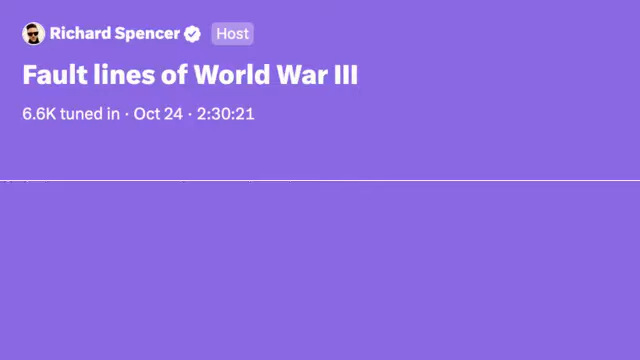 Richard Spencer Host
Fault lines of World War III
6.6K tuned in · Oct 24 · 2:30:21